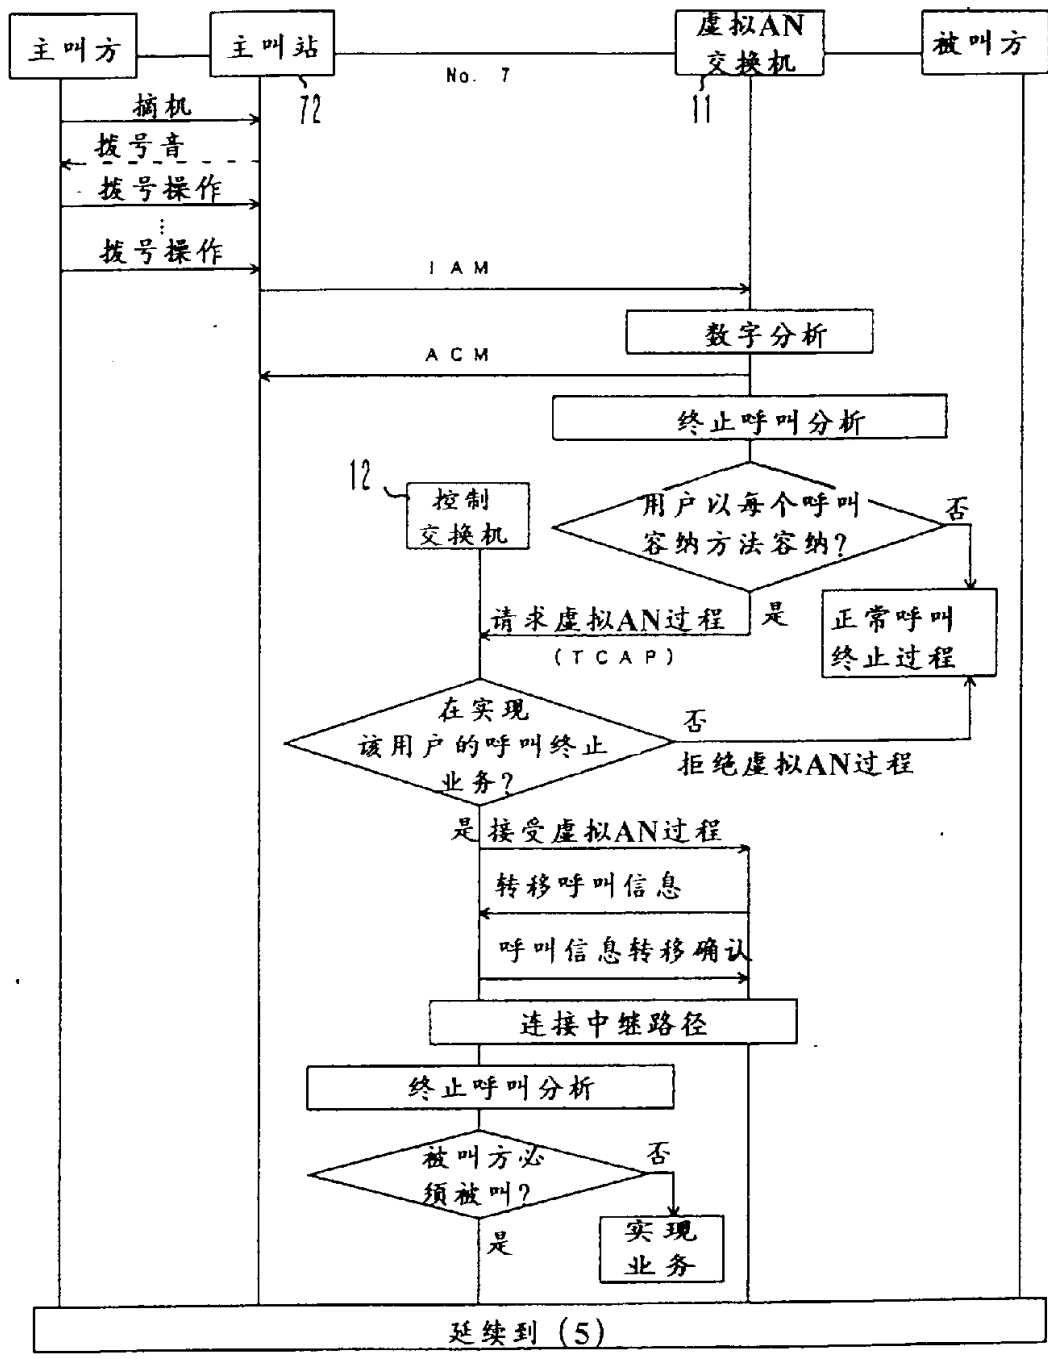 主叫方
主叫站
虚拟AN
交换机
被叫方
No. 7
72
11
摘机
拨号音
拨号操作
⋮
拨号操作
IAM
数字分析
ACM
终止呼叫分析
12
控制
交换机
用户以每个呼叫
容纳方法容纳?
否
是
请求虚拟AN过程
(TCAP)
正常呼叫
终止过程
在实现
该用户的呼叫终止
业务?
否
拒绝虚拟AN过程
是
接受虚拟AN过程
转移呼叫信息
呼叫信息转移确认
连接中继路径
终止呼叫分析
被叫方必
须被叫?
否
是
实现
业务
延续到 (5)